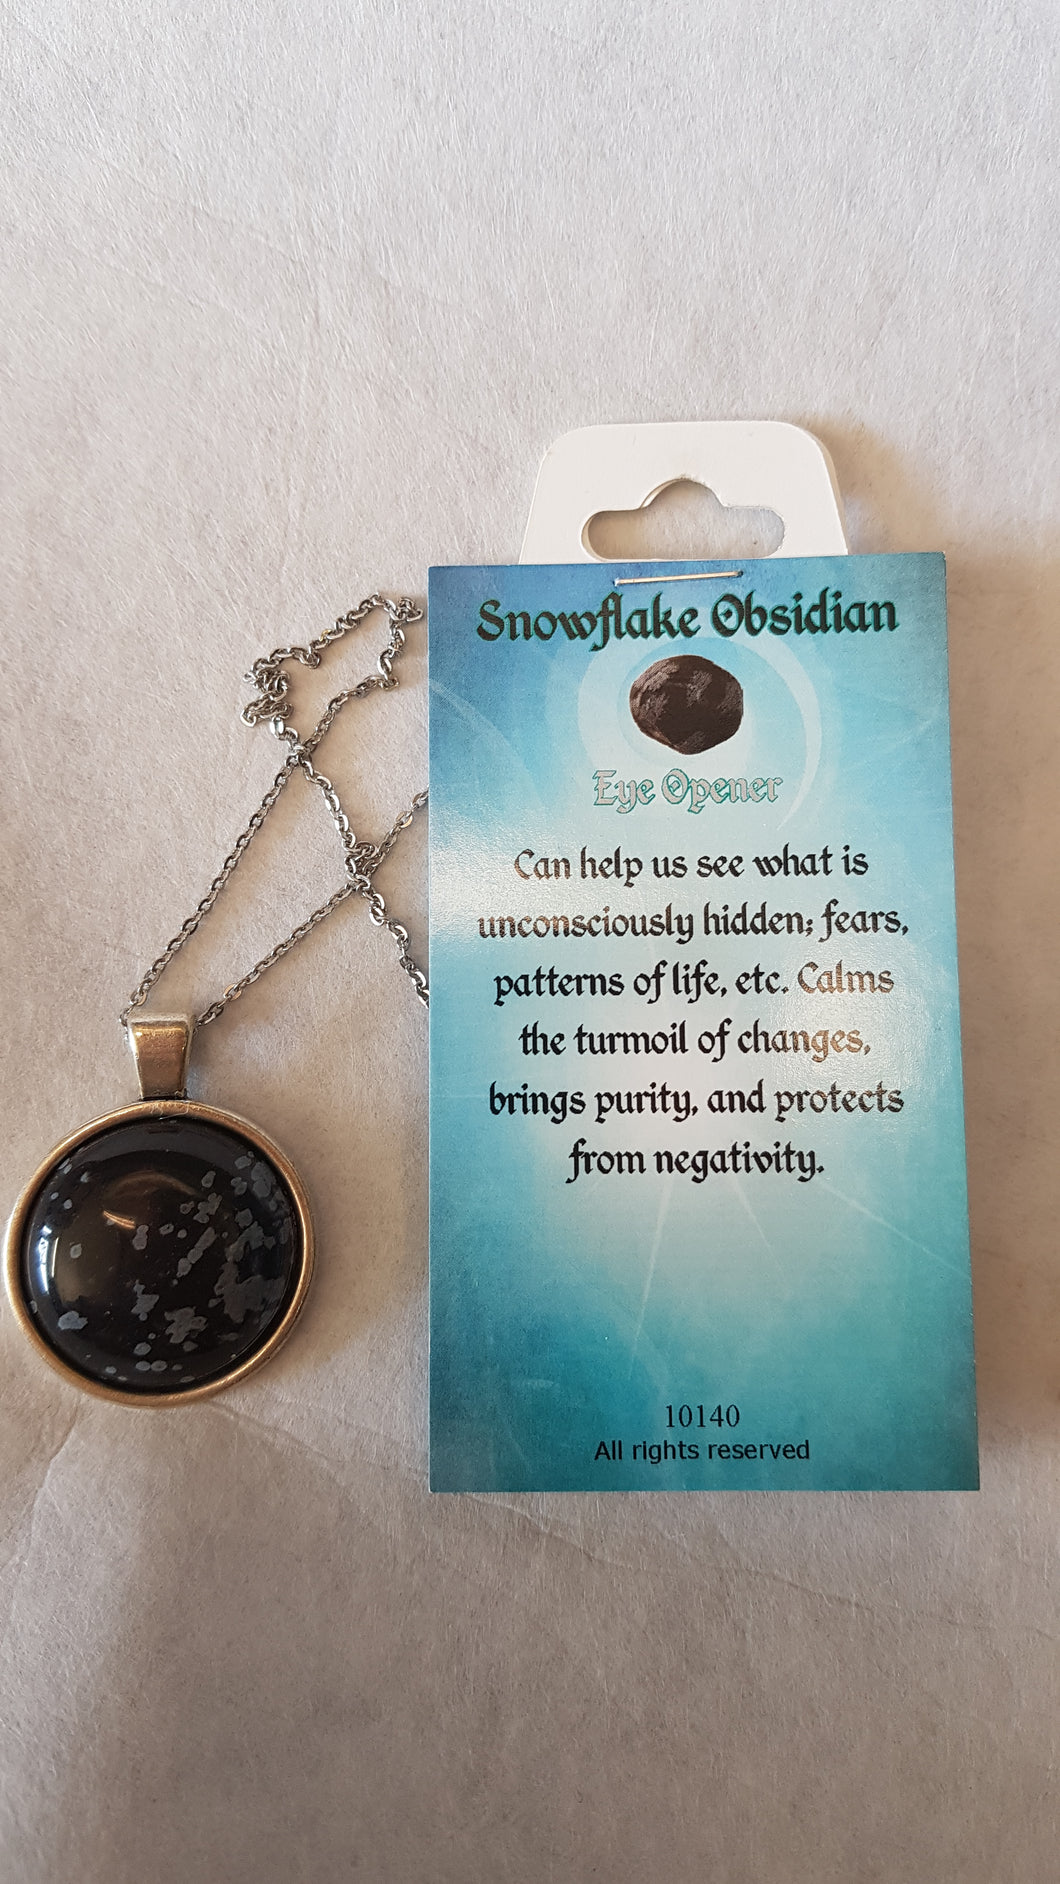 Snowflake Obsidian
Eye Opener
Can help us see what is
unconsciously hidden; fears,
patterns of life, etc. Calms
the turmoil of changes,
brings purity, and protects
from negativity.
10140
All rights reserved